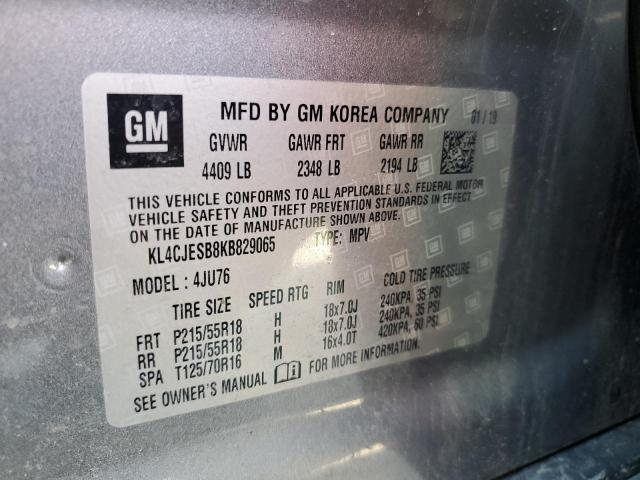 GM
MFD BY GM KOREA COMPANY 01/19
GVWR GAWR FRT GAWR RR
4409 LB 2348 LB 2194 LB
THIS VEHICLE CONFORMS TO ALL APPLICABLE U.S. FEDERAL MOTOR
VEHICLE SAFETY AND THEFT PREVENTION STANDARDS IN EFFECT
ON THE DATE OF MANUFACTURE SHOWN ABOVE.
KL4CJESB8KB829065 TYPE: MPV
MODEL : 4JU76
TIRE SIZE SPEED RTG RIM COLD TIRE PRESSURE
FRT P215/55R18 H 18x7.0J 240KPA, 35 PSI
RR P215/55R18 H 18x7.0J 240KPA, 35 PSI
SPA T125/70R16 M 16x4.0T 420KPA, 60 PSI
SEE OWNER'S MANUAL FOR MORE INFORMATION.